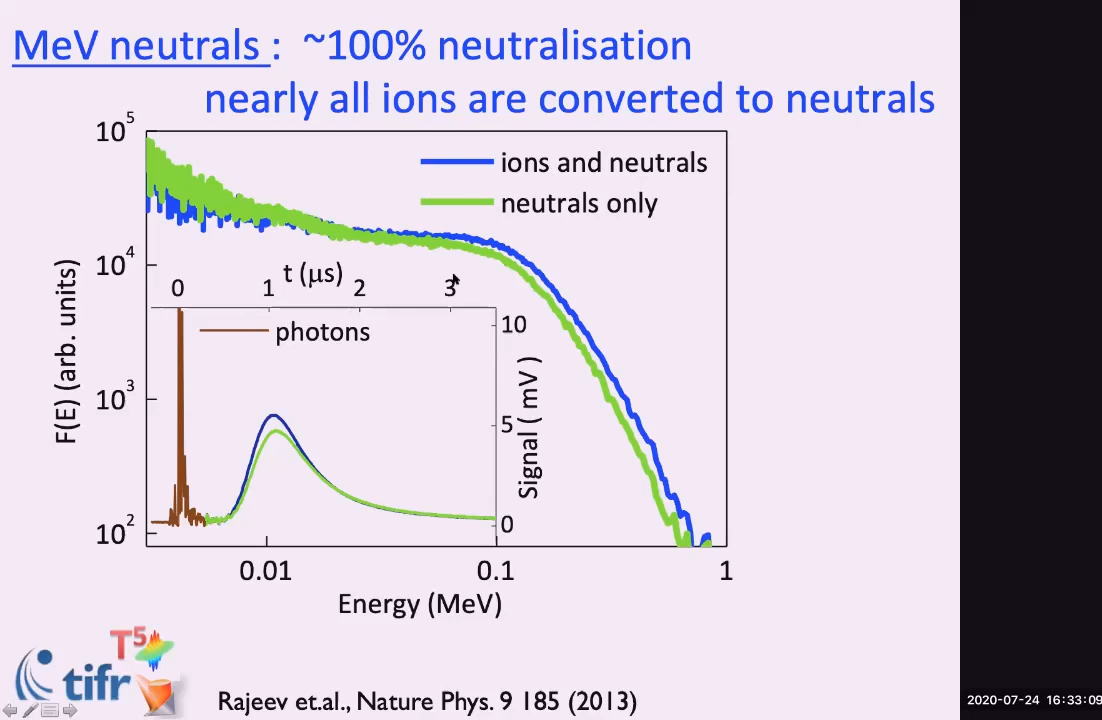 MeV neutrals : ~100% neutralisation
nearly all ions are converted to neutrals
10^5
ions and neutrals
neutrals only
10^4
t (μs)
0 1 2 3
photons
10
5
0
Signal ( mV )
F(E) (arb. units)
10^3
10^2
0.01 0.1 1
Energy (MeV)
T5
tifr
Rajeev et.al., Nature Phys. 9 185 (2013)
2020-07-24 16:33:09